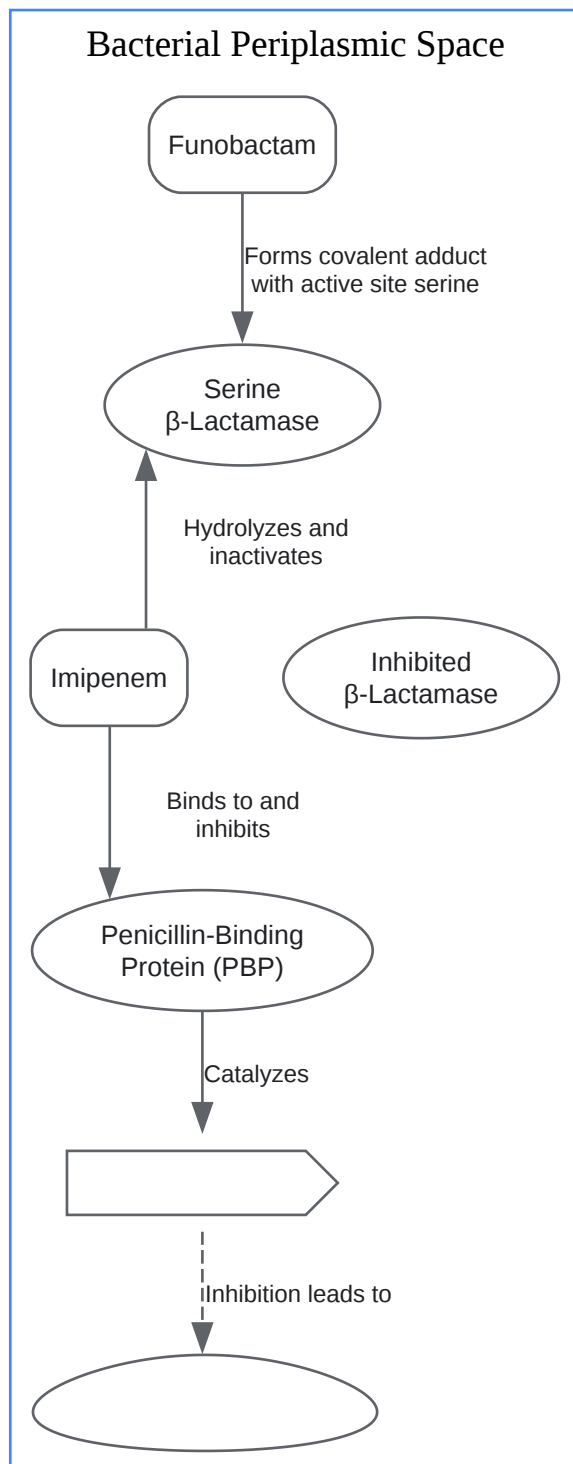 Bacterial Periplasmic Space
Funobactam
Forms covalent adduct
with active site serine
Serine
β-Lactamase
Hydrolyzes and
inactivates
Imipenem
Inhibited
β-Lactamase
Binds to and
inhibits
Penicillin-Binding
Protein (PBP)
Catalyzes
Inhibition leads to